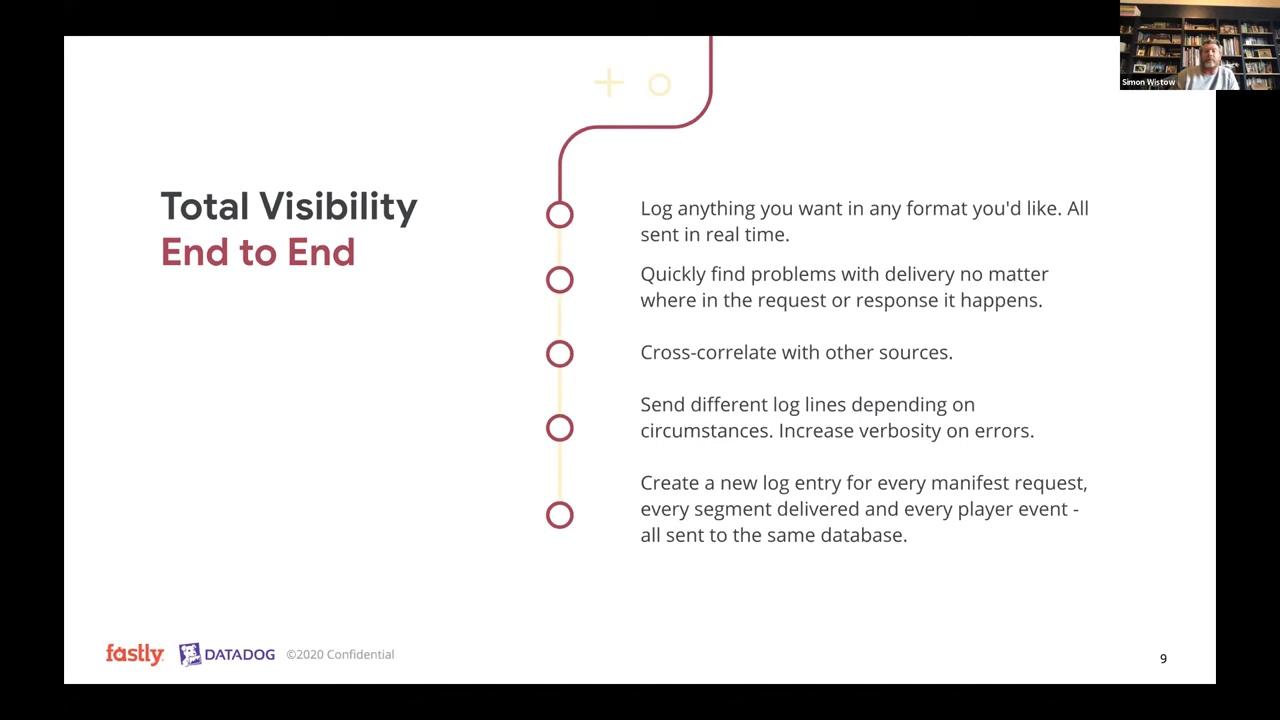 Simon Wistow
Total Visibility
End to End
Log anything you want in any format you'd like. All
sent in real time.
Quickly find problems with delivery no matter
where in the request or response it happens.
Cross-correlate with other sources.
Send different log lines depending on
circumstances. Increase verbosity on errors.
Create a new log entry for every manifest request,
every segment delivered and every player event -
all sent to the same database.
fastly
DATADOG
©2020 Confidential
9